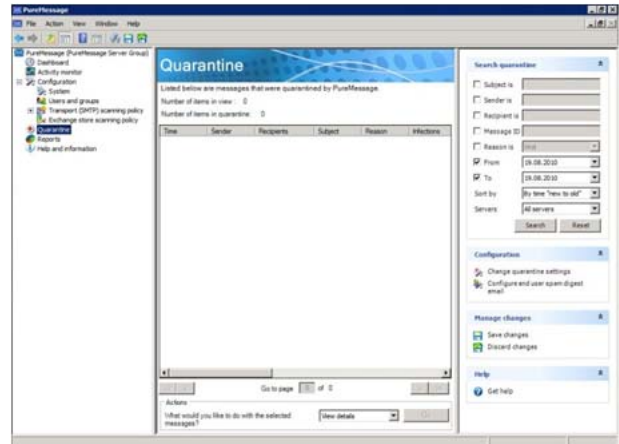 PureMessage
File Action View Window Help
PureMessage (PureMessage Server Group)
Dashboard
Activity monitor
Configuration
System
Users and groups
Transport (SMTP) scanning policy
Exchange store scanning policy
Quarantine
Reports
Help and information
Quarantine
Listed below are messages that were quarantined by PureMessage.
Number of items in view : 0
Number of items in quarantine : 0
Time Sender Recipients Subject Reason Infections
Go to page 0 of 0
Actions
What would you like to do with the selected messages?
View details
Go
Search quarantine
Subject is
Sender is
Recipient is
Message ID
Reason is
From 19.08.2010
To 19.08.2010
Sort by By time "new to old"
Servers All servers
Search Reset
Configuration
Change quarantine settings
Configure end user spam digest
email
Manage changes
Save changes
Discard changes
Help
Get help